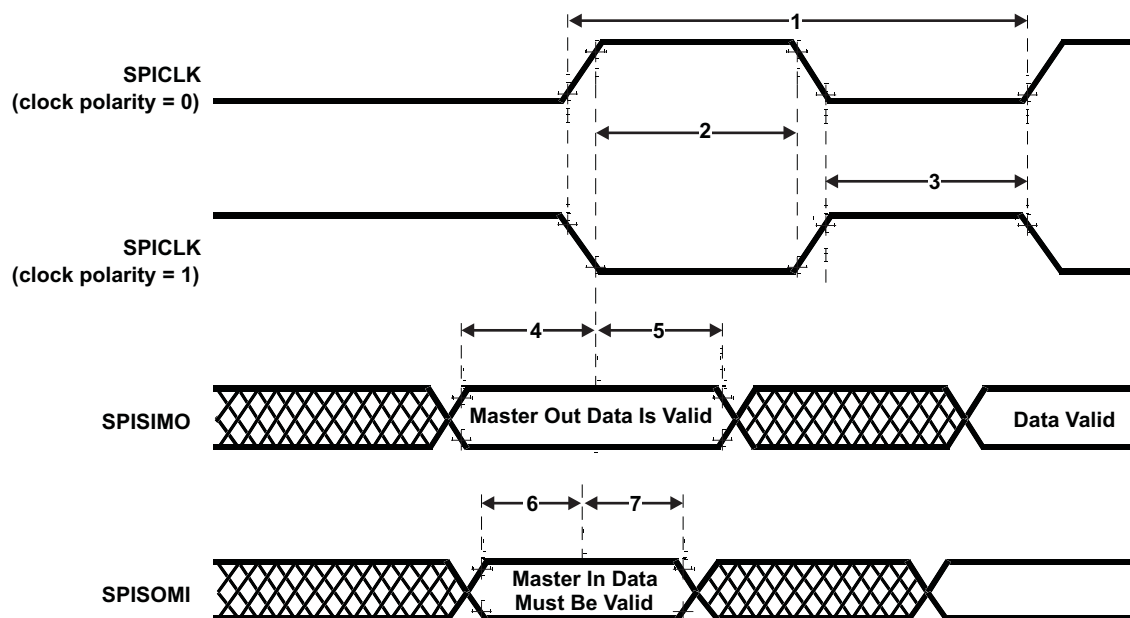 1
SPICLK
(clock polarity = 0)
2
3
SPICLK
(clock polarity = 1)
4
5
SPISIMO
Master Out Data Is Valid
Data Valid
6
7
SPISOMI
Master In Data
Must Be Valid